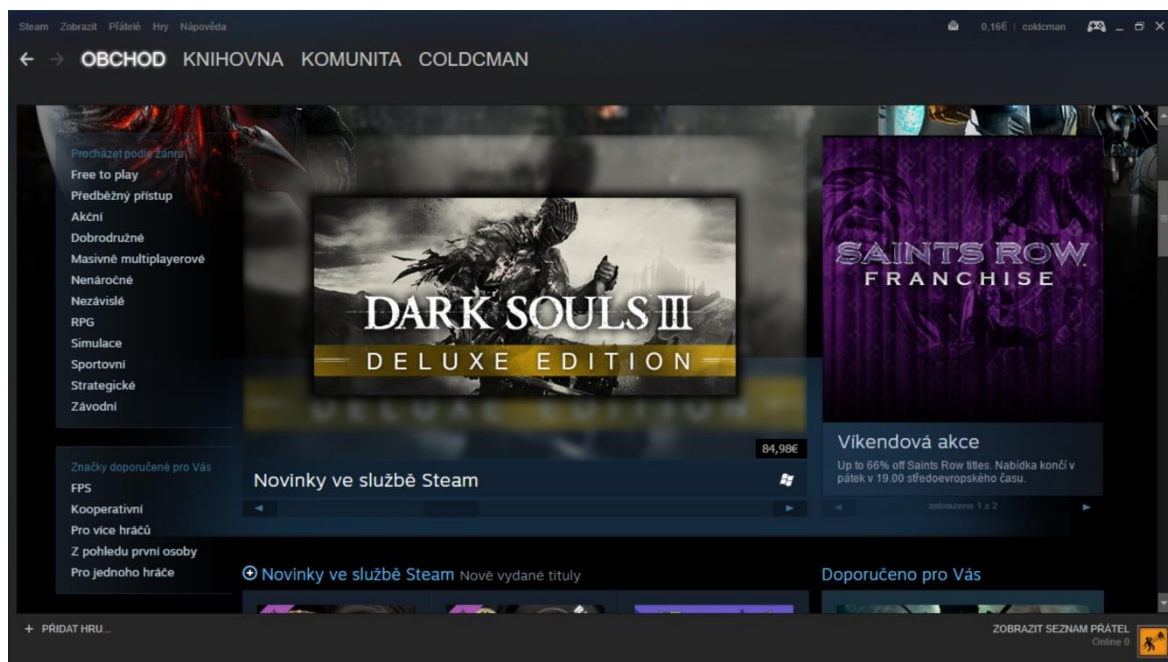 Steam Zobrazit Přátelé Hry Nápověda
0,16€ | coldcman
OBCHOD KNIHOVNA KOMUNITA COLDCMAN
Procházet podle žánru
Free to play
Předběžný přístup
Akční
Dobrodružné
Masivně multiplayerové
Nenáročné
Nezávislé
RPG
Simulace
Sportovní
Strategické
Závodní
Značky doporučené pro Vás
FPS
Kooperativní
Pro více hráčů
Z pohledu první osoby
Pro jednoho hráče
DARK SOULS III
DELUXE EDITION
84,98€
Novinky ve službě Steam
SAINTS ROW
FRANCHISE
Víkendová akce
Up to 66% off Saints Row titles. Nabídka končí v
pátek v 19.00 středoevropského času.
zobrazeno 1 z 2
Novinky ve službě Steam Nově vydané tituly
Doporučeno pro Vás
+ PŘIDAT HRU...
ZOBRAZIT SEZNAM PŘÁTEL
Online 0